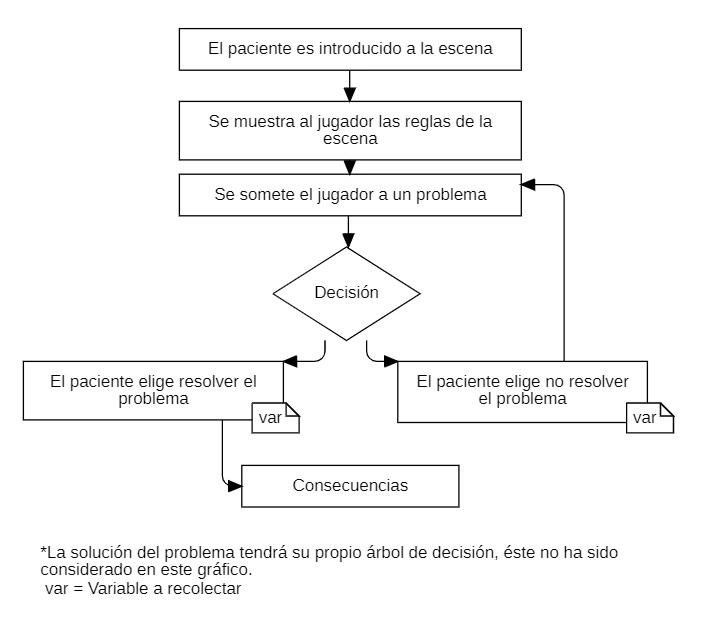 El paciente es introducido a la escena
Se muestra al jugador las reglas de la
escena
Se somete el jugador a un problema
Decisión
El paciente elige resolver el
problema
var
El paciente elige no resolver
el problema
var
Consecuencias
*La solución del problema tendrá su propio árbol de decisión, éste no ha sido
considerado en este gráfico.
var = Variable a recolectar